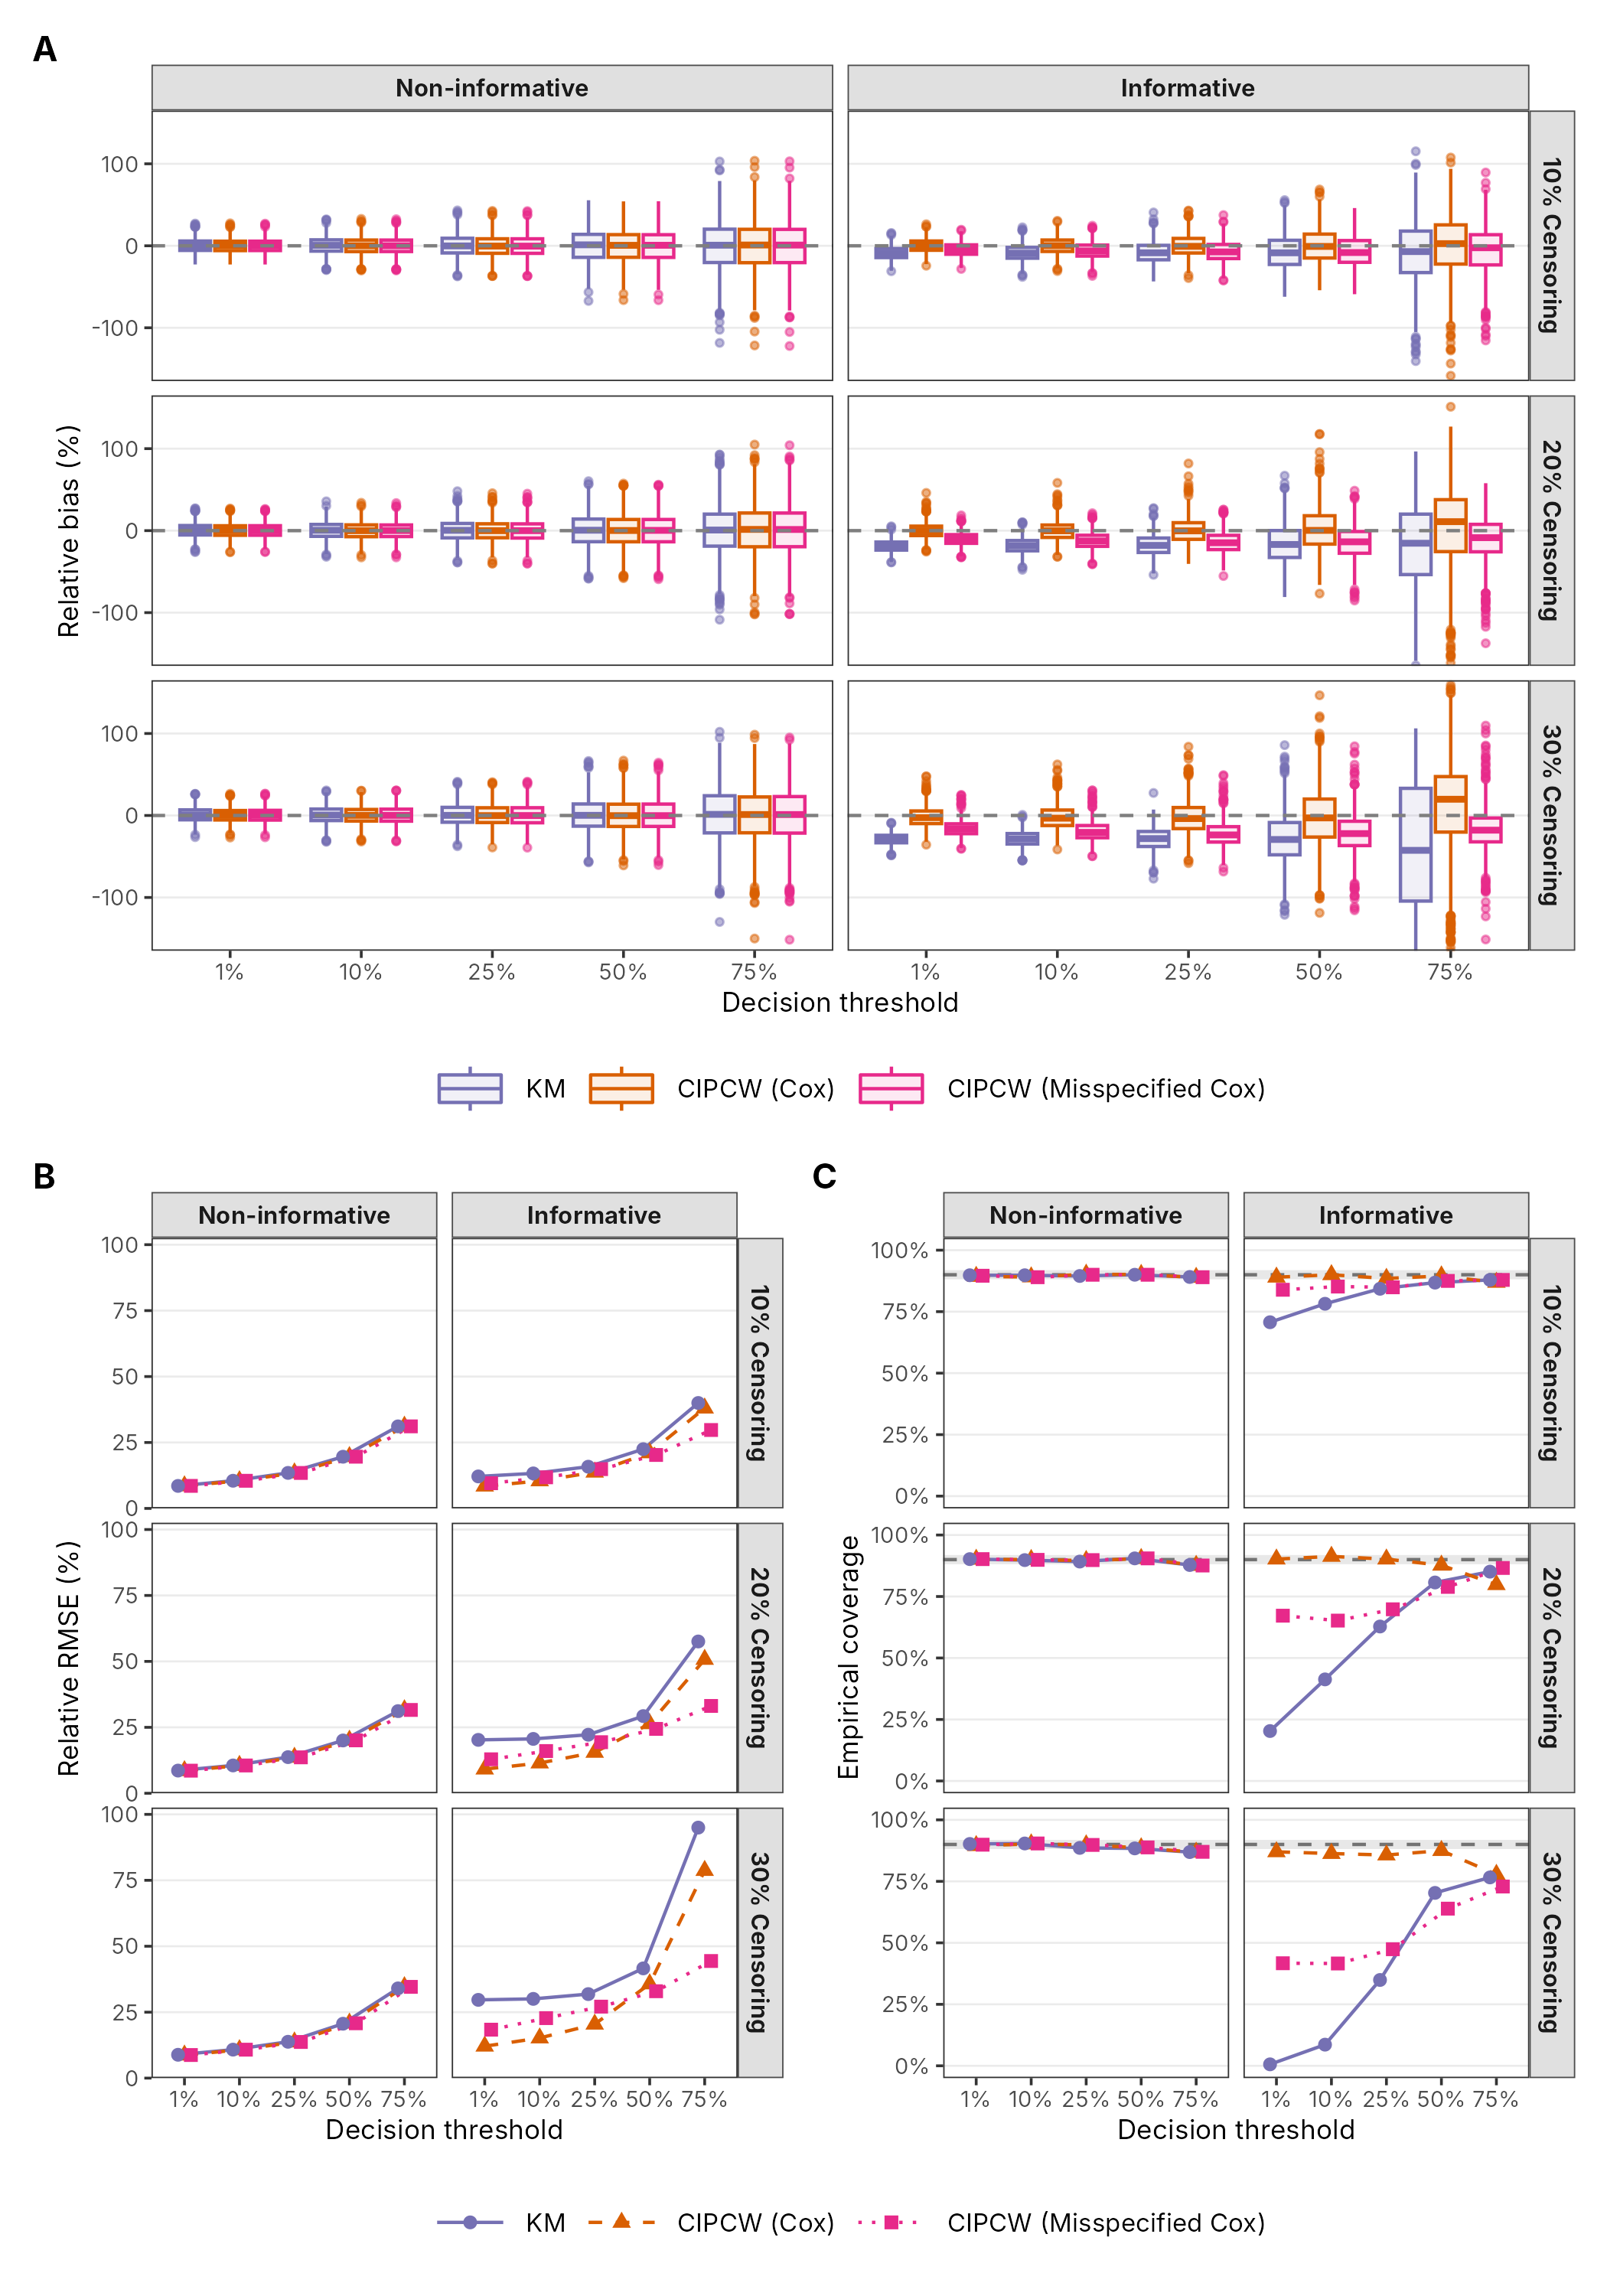 A
Non-informative
Informative
100
0
-100
10% Censoring
100
0
-100
20% Censoring
100
0
-100
30% Censoring
Relative bias (%)
1% 10% 25% 50% 75%
1% 10% 25% 50% 75%
Decision threshold
KM CIPCW (Cox) CIPCW (Misspecified Cox)
B
Non-informative
Informative
100
75
50
25
0
10% Censoring
100
75
50
25
0
20% Censoring
100
75
50
25
0
30% Censoring
Relative RMSE (%)
1% 10% 25% 50% 75%
1% 10% 25% 50% 75%
Decision threshold
C
Non-informative
Informative
100%
75%
50%
25%
0%
10% Censoring
100%
75%
50%
25%
0%
20% Censoring
100%
75%
50%
25%
0%
30% Censoring
Empirical coverage
1% 10% 25% 50% 75%
1% 10% 25% 50% 75%
Decision threshold
KM CIPCW (Cox) CIPCW (Misspecified Cox)